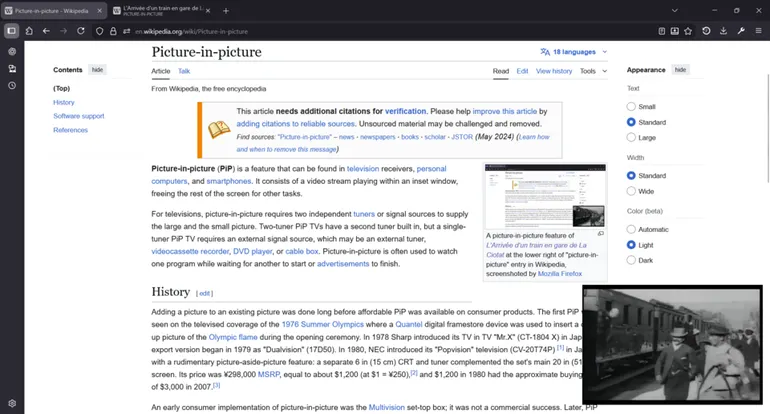 Picture-in-picture - Wikipedia
L'Arrivée d'un train en gare de L
PICTURE-IN-PICTURE
en.wikipedia.org/wiki/Picture-in-picture
Contents hide
(Top)
History
Software support
References
Picture-in-picture
18 languages
Article Talk
Read Edit View history Tools
From Wikipedia, the free encyclopedia
This article needs additional citations for verification. Please help improve this article by
adding citations to reliable sources. Unsourced material may be challenged and removed.
Find sources: "Picture-in-picture" – news · newspapers · books · scholar · JSTOR (May 2024) (Learn how
and when to remove this message)
Picture-in-picture (PiP) is a feature that can be found in television receivers, personal
computers, and smartphones. It consists of a video stream playing within an inset window,
freeing the rest of the screen for other tasks.
For televisions, picture-in-picture requires two independent tuners or signal sources to supply
the large and the small picture. Two-tuner PiP TVs have a second tuner built in, but a single-
tuner PiP TV requires an external signal source, which may be an external tuner,
videocassette recorder, DVD player, or cable box. Picture-in-picture is often used to watch
one program while waiting for another to start or advertisements to finish.
A picture-in-picture feature of
L'Arrivée d'un train en gare de La
Ciotat at the lower right of "picture-in-
picture" entry in Wikipedia,
screenshoted by Mozilla Firefox
History [ edit ]
Adding a picture to an existing picture was done long before affordable PiP was available on consumer products. The first PiP
seen on the televised coverage of the 1976 Summer Olympics where a Quantel digital framestore device was used to insert a
up picture of the Olympic flame during the opening ceremony. In 1978 Sharp introduced its TV in TV "Mr.X" (CT-1804 X) in
export version began in 1979 as "Dualvision" (17D50). In 1980, NEC introduced its "Popvision" television (CV-20T74P) [1] in
with a rudimentary picture-aside-picture feature: a separate 6 in (15 cm) CRT and tuner complemented the set's main 20 in (51
screen. Its price was ¥298,000 MSRP, equal to about $1,200 (at $1 = ¥250),[2] and $1,200 in 1980 had the approximate buying
of $3,000 in 2007.[3]
An early consumer implementation of picture-in-picture was the Multivision set-top box; it was not a commercial success. Later, PiP
Appearance hide
Text
Small
Standard
Large
Width
Standard
Wide
Color (beta)
Automatic
Light
Dark